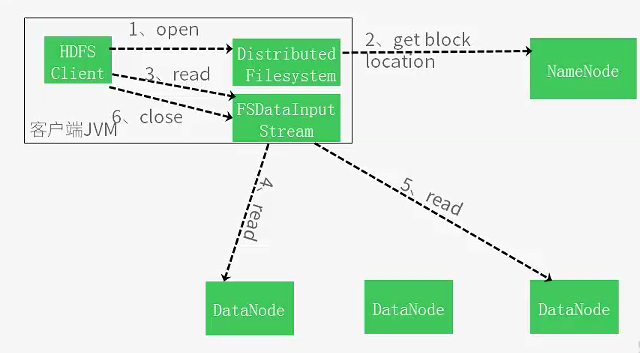 1、open
HDFS
Client
Distributed
Filesystem
2、get block
location
NameNode
3、read
FSDataInput
Stream
6、close
客户端JVM
4、read
5、read
DataNode
DataNode
DataNode